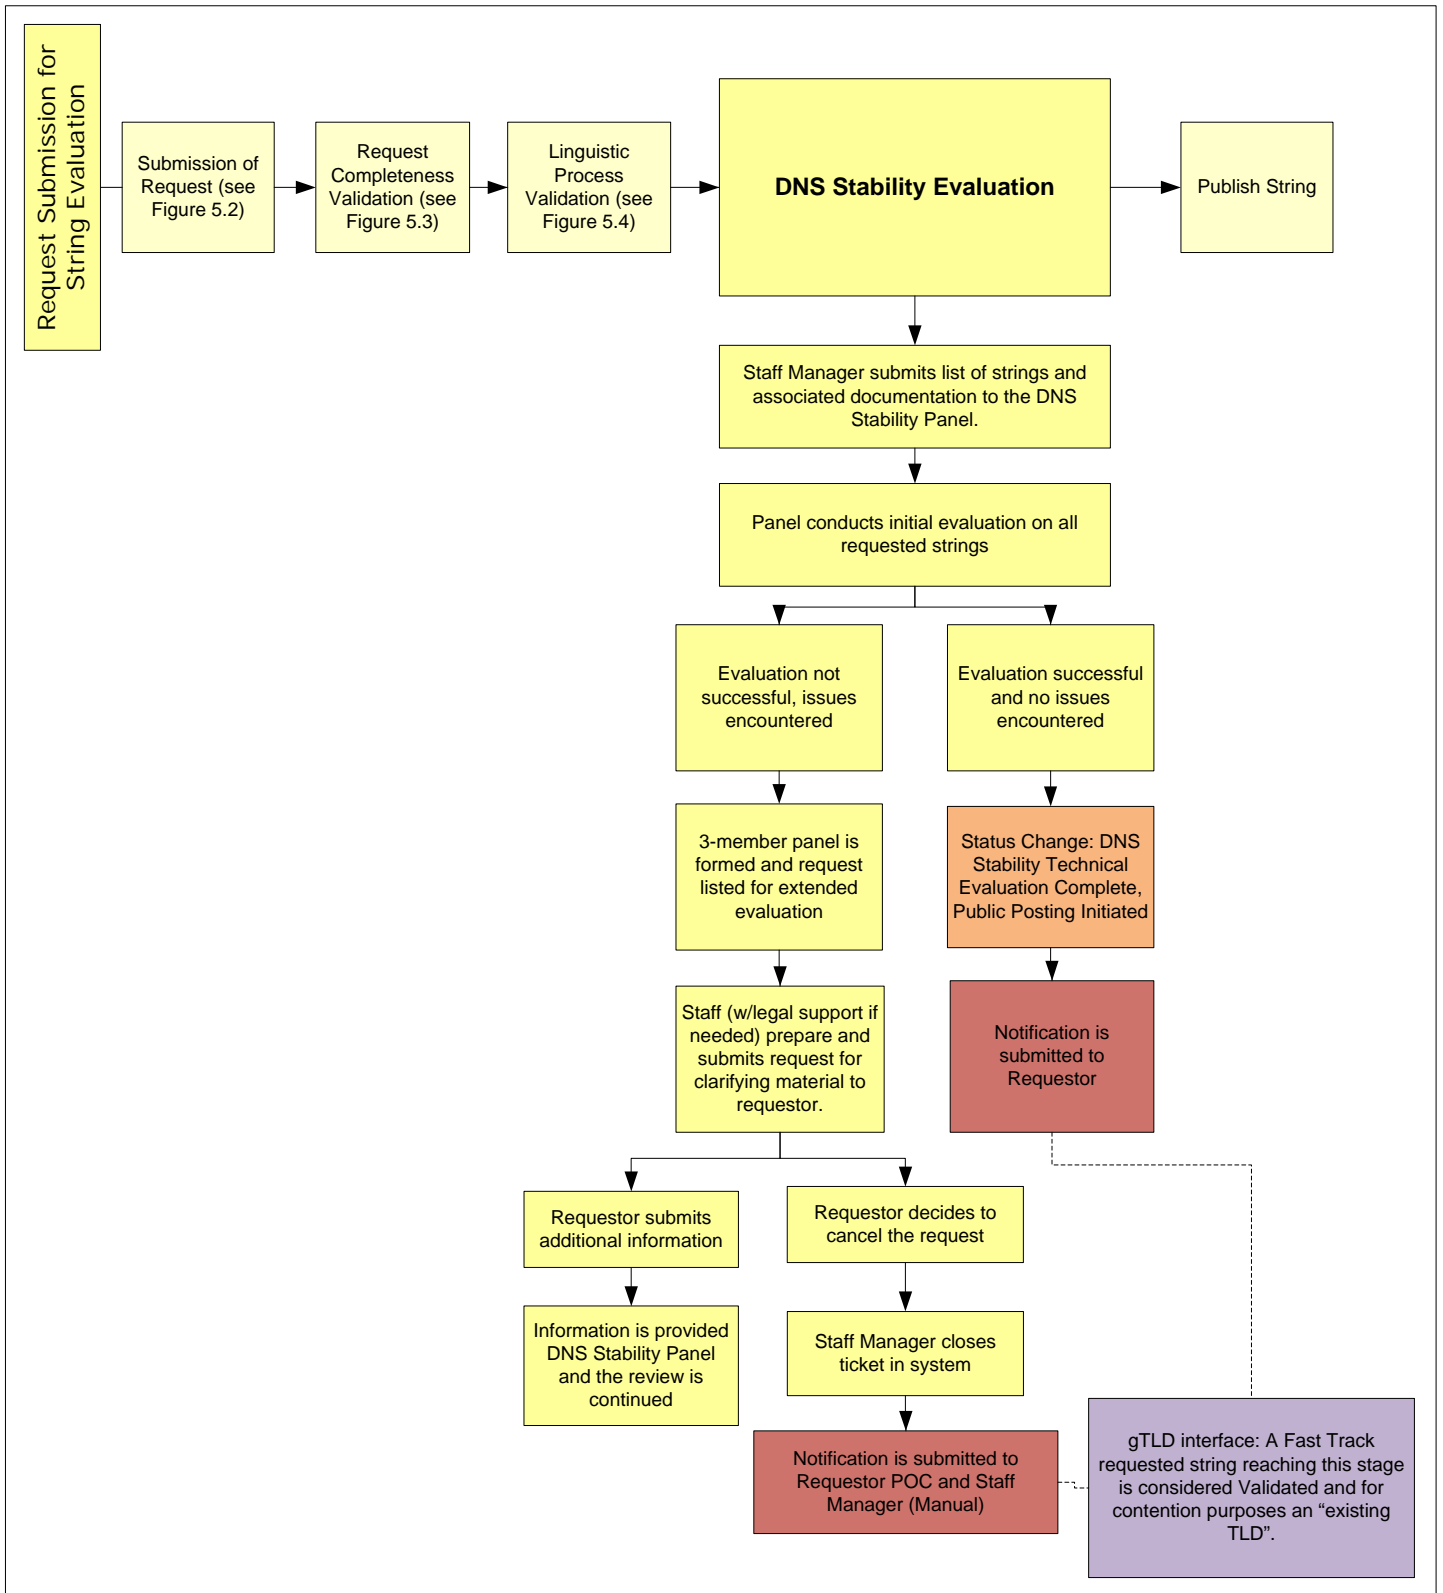 Request Submission for
String Evaluation
Submission of
Request (see
Figure 5.2)
Request
Completeness
Validation (see
Figure 5.3)
Linguistic
Process
Validation (see
Figure 5.4)
DNS Stability Evaluation
Publish String
Staff Manager submits list of strings and
associated documentation to the DNS
Stability Panel.
Panel conducts initial evaluation on all
requested strings
Evaluation not
successful, issues
encountered
Evaluation successful
and no issues
encountered
3-member panel is
formed and request
listed for extended
evaluation
Status Change: DNS
Stability Technical
Evaluation Complete,
Public Posting Initiated
Staff (w/legal support if
needed) prepare and
submits request for
clarifying material to
requestor.
Notification is
submitted to
Requestor
Requestor submits
additional information
Requestor decides to
cancel the request
Information is provided
DNS Stability Panel
and the review is
continued
Staff Manager closes
ticket in system
Notification is submitted to
Requestor POC and Staff
Manager (Manual)
gTLD interface: A Fast Track
requested string reaching this stage
is considered Validated and for
contention purposes an “existing
TLD”.